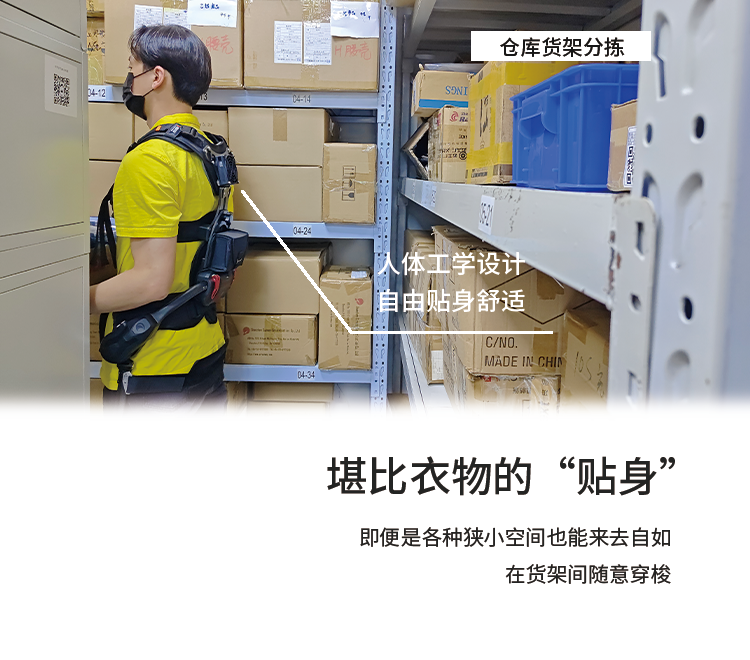 仓库货架分拣
34-12
04-14
04-24
人体工学设计
自由贴身舒适
C/NO.
MADE IN CHIN
04-34
堪比衣物的“贴身”
即便是各种狭小空间也能来去自如
在货架间随意穿梭